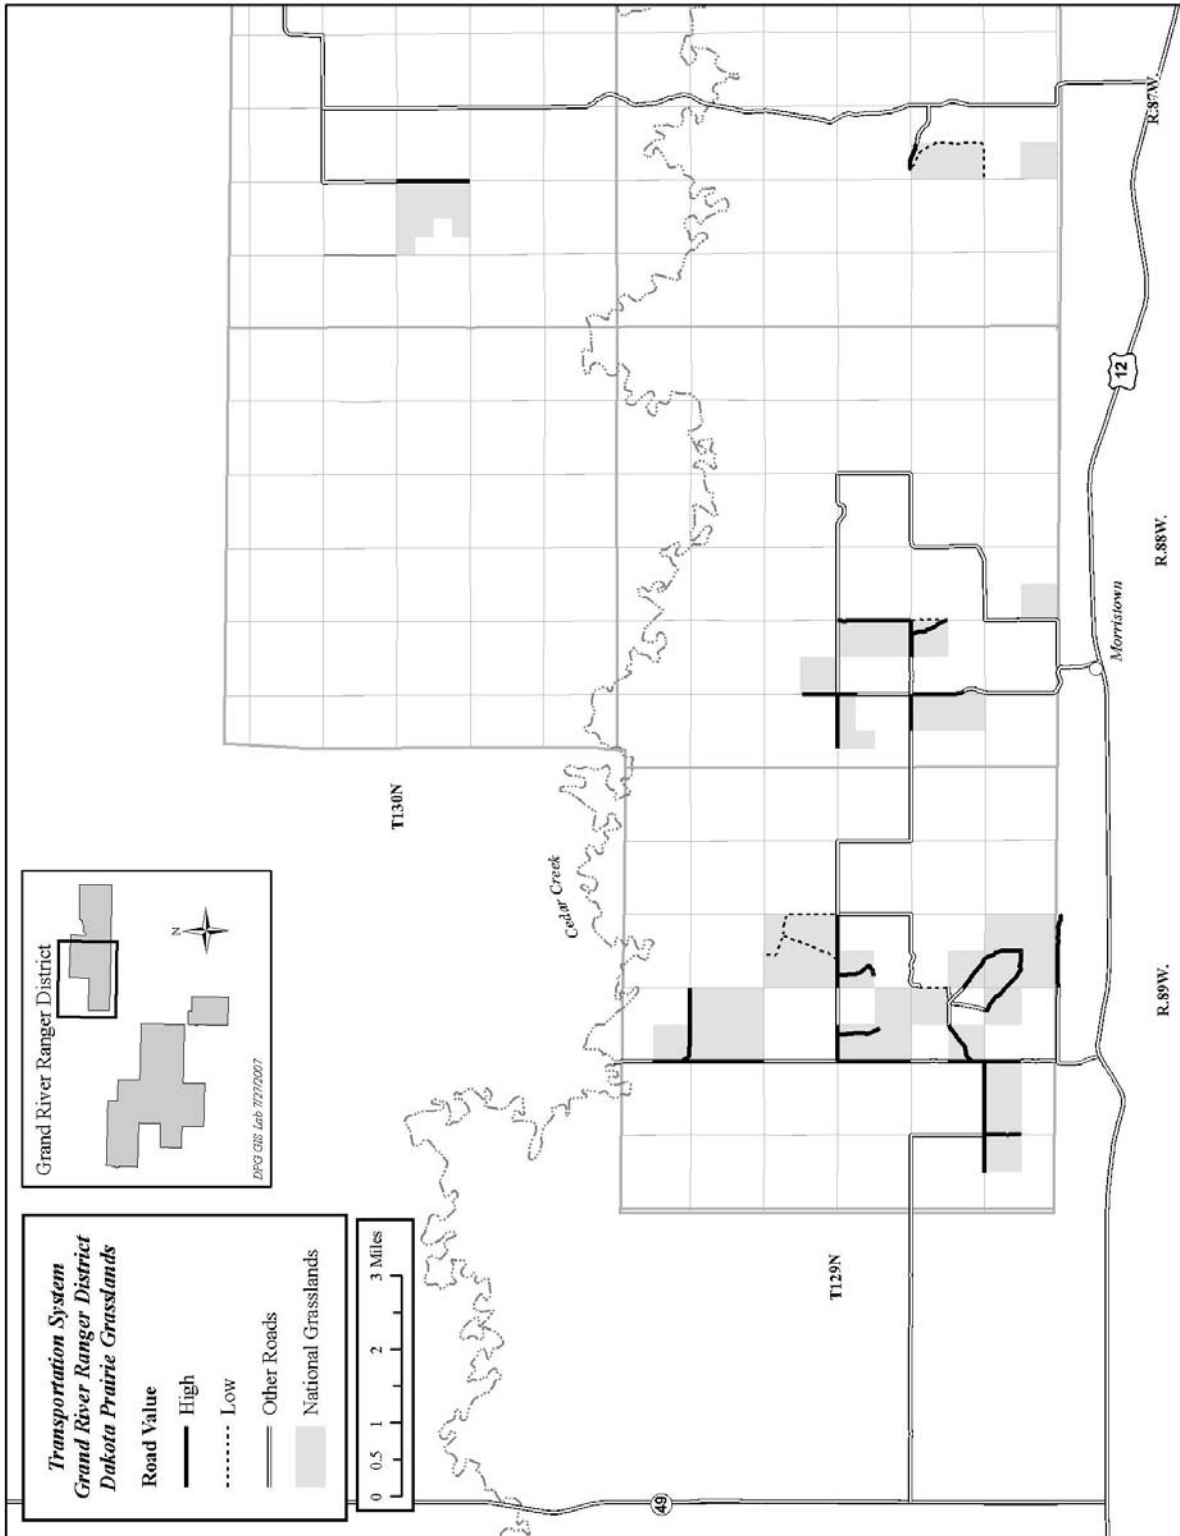 Transportation System
Grand River Ranger District
Dakota Prairie Grasslands
Road Value
High
Low
Other Roads
National Grasslands
0 0.5 1 2 3 Miles
Grand River Ranger District
N
DPG GIS Lab 7/27/2007
T130N
Cedar Creek
T129N
49
12
Morristown
R.89W.
R.88W.
R.87W.